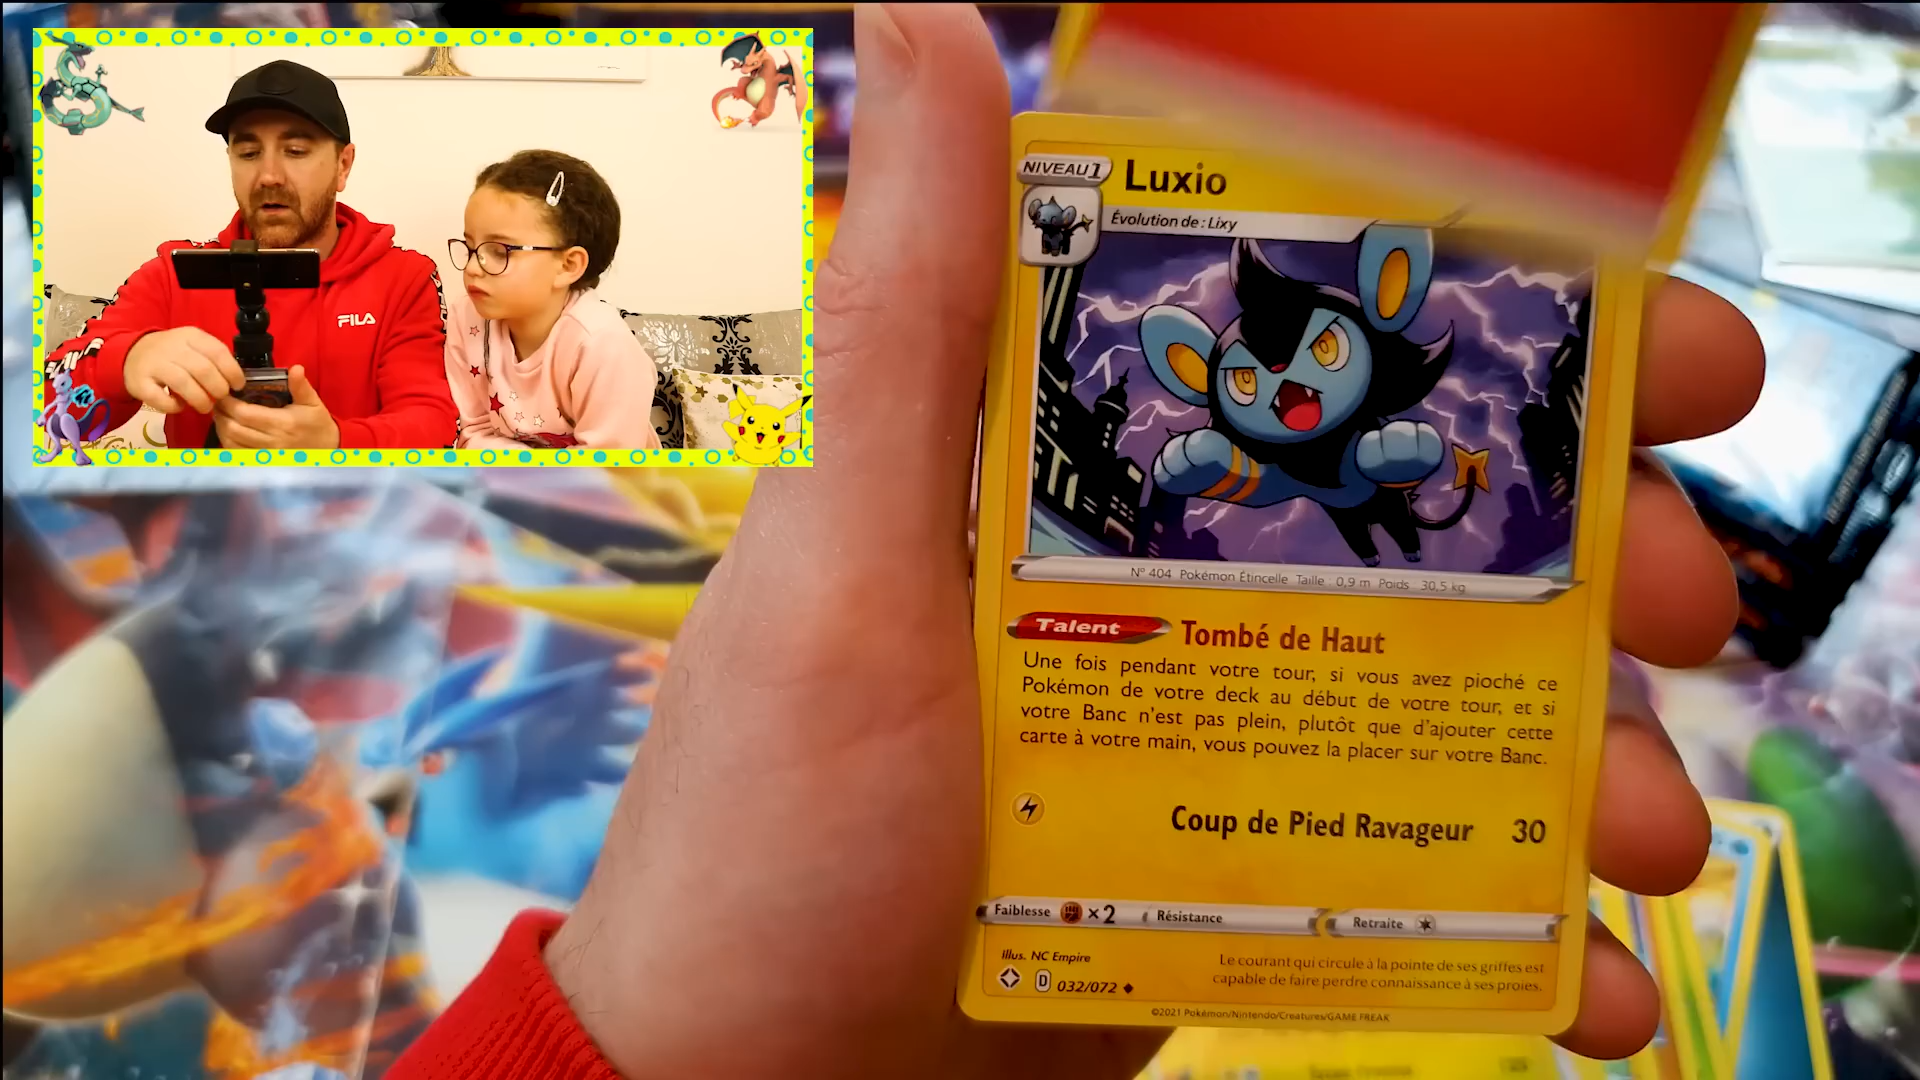 FILA
NIVEAU 1
Luxio
Évolution de : Lixy
N° 404 Pokémon Étincelle Taille : 0,9 m Poids : 30,5 kg
Talent Tombé de Haut
Une fois pendant votre tour, si vous avez pioché ce
Pokémon de votre deck au début de votre tour, et si
votre Banc n'est pas plein, plutôt que d'ajouter cette
carte à votre main, vous pouvez la placer sur votre Banc.
Coup de Pied Ravageur 30
Faiblesse ×2 Résistance Retraite
Illus. NC Empire
Le courant qui circule à la pointe de ses griffes est
capable de faire perdre connaissance à ses proies.
D 032/072
©2021 Pokémon/Nintendo/Creatures/GAME FREAK